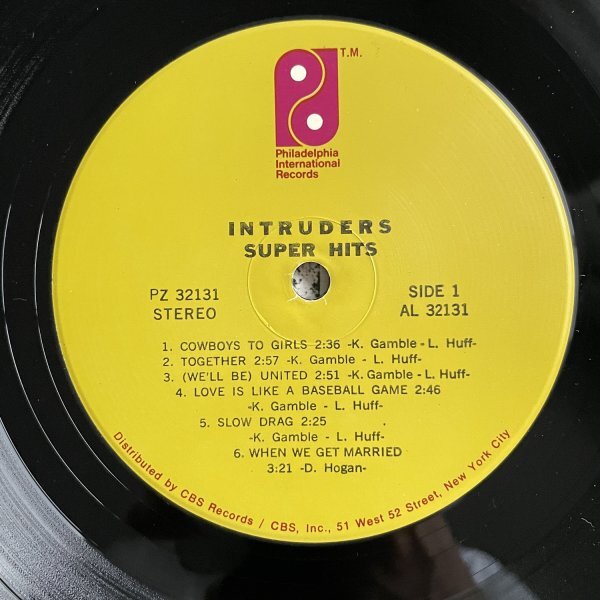 T.M.
Philadelphia
International
Records
INTRUDERS
SUPER HITS
PZ 32131
STEREO
SIDE 1
AL 32131
1. COWBOYS TO GIRLS 2:36 -K. Gamble - L. Huff-
2. TOGETHER 2:57 -K. Gamble - L. Huff-
3. (WE'LL BE) UNITED 2:51 -K. Gamble - L. Huff-
4. LOVE IS LIKE A BASEBALL GAME 2:46
-K. Gamble - L. Huff-
5. SLOW DRAG 2:25
-K. Gamble - L. Huff-
6. WHEN WE GET MARRIED
3:21 -D. Hogan-
Distributed by CBS Records / CBS, Inc., 51 West 52 Street, New York City